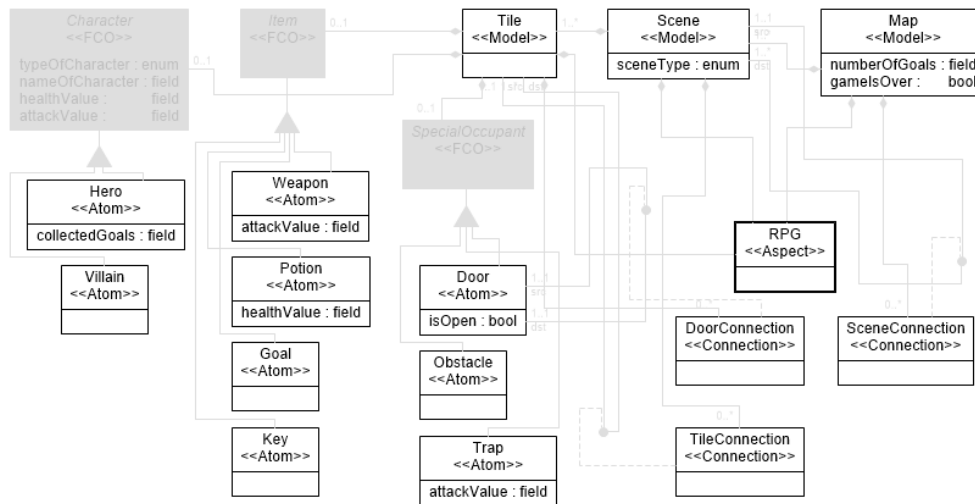 Character
<<FCO>>
typeOfCharacter : enum
nameOfCharacter : field
healthValue : field
attackValue : field
Item
<<FCO>>
Tile
<<Model>>
Scene
<<Model>>
sceneType : enum
Map
<<Model>>
numberOfGoals : field
gameIsOver : bool
0..1
0..1
1..*
1..1
src
1..*
dst
0..1
..1
src
dst
SpecialOccupant
<<FCO>>
Hero
<<Atom>>
collectedGoals : field
Villain
<<Atom>>
Weapon
<<Atom>>
attackValue : field
Potion
<<Atom>>
healthValue : field
Goal
<<Atom>>
Key
<<Atom>>
Door
<<Atom>>
isOpen : bool
1..1
src
1..1
dst
Obstacle
<<Atom>>
Trap
<<Atom>>
attackValue : field
RPG
<<Aspect>>
0..*
DoorConnection
<<Connection>>
0..*
SceneConnection
<<Connection>>
0..*
TileConnection
<<Connection>>